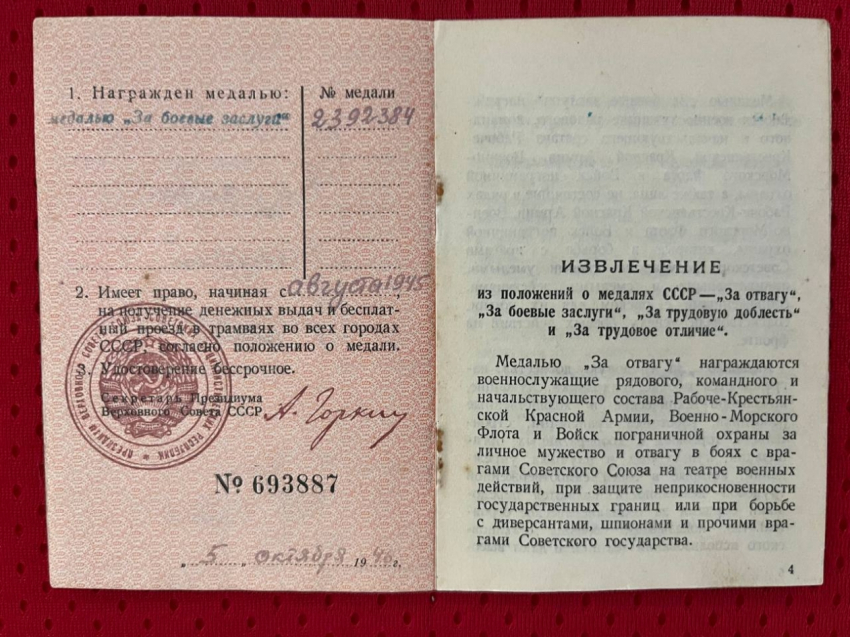 1. Награжден медалью:
№ медали
медалью „За боевые заслуги“
2392384
2. Имеет право, начиная с августа 1945,
на получение денежных выдач и бесплат-
ный проезд в трамваях во всех городах
СССР согласно положению о медали.
3. Удостоверение бессрочное.
Секретарь Президиума
Верховного Совета СССР А. Горкин
№ 693887
„ 5 „ октября 1946 г.
ИЗВЛЕЧЕНИЕ
из положений о медалях СССР—„За отвагу“,
„За боевые заслуги“, „За трудовую доблесть“
и „За трудовое отличие“.
Медалью „За отвагу“ награждаются
военнослужащие рядового, командного и
начальствующего состава Рабоче-Крестьян-
ской Красной Армии, Военно-Морского
Флота и Войск пограничной охраны за
личное мужество и отвагу в боях с вра-
гами Советского Союза на театре военных
действий, при защите неприкосновенности
государственных границ или при борьбе
с диверсантами, шпионами и прочими вра-
гами Советского государства.
4